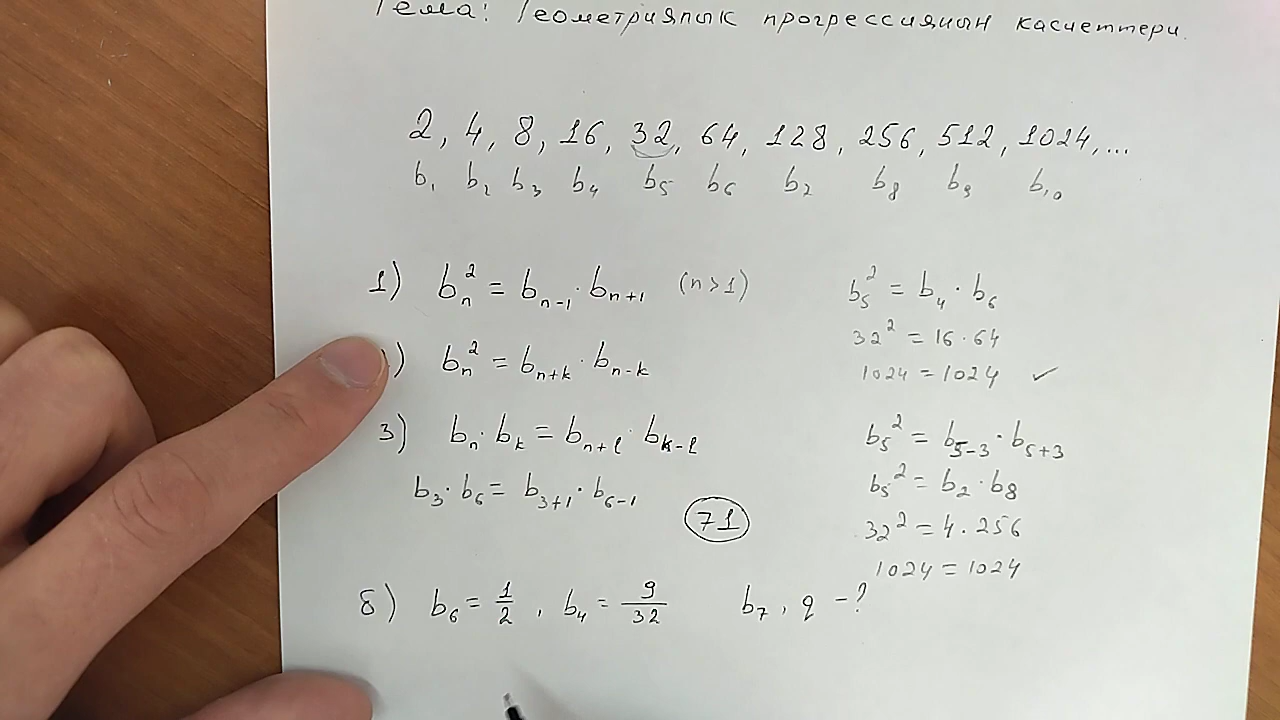 Тема: Геометриялык прогрессиянын касиеттери.
2, 4, 8, 16, 32, 64, 128, 256, 512, 1024, ...
b₁ b₂ b₃ b₄ b₅ b₆ b₇ b₈ b₉ b₁₀
1) bₙ² = bₙ₋₁ · bₙ₊₁ (n > 1)
) bₙ² = bₙ₊ₖ · bₙ₋ₖ
3) bₙ · bₖ = bₙ₊ₗ · bₖ₋ₗ
b₃ · b₆ = b₃₊₁ · b₆₋₁
71
b₅² = b₄ · b₆
32² = 16 · 64
1024 = 1024 ✓
b₅² = b₅₋₃ · b₅₊₃
b₅² = b₂ · b₈
32² = 4 · 256
1024 = 1024
б) b₆ = 1/2 , b₄ = 9/32 b₇ , q - ?